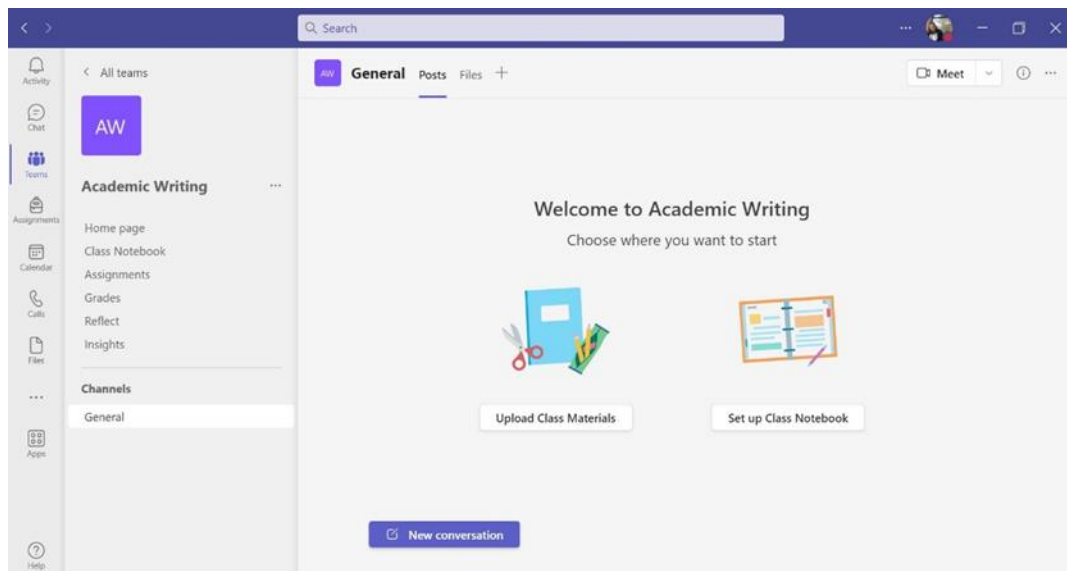 Search
Activity
Chat
Teams
Assignments
Calendar
Calls
Files
Apps
Help
All teams
AW
Academic Writing
Home page
Class Notebook
Assignments
Grades
Reflect
Insights
Channels
General
AW General Posts Files
Meet
Welcome to Academic Writing
Choose where you want to start
Upload Class Materials
Set up Class Notebook
New conversation